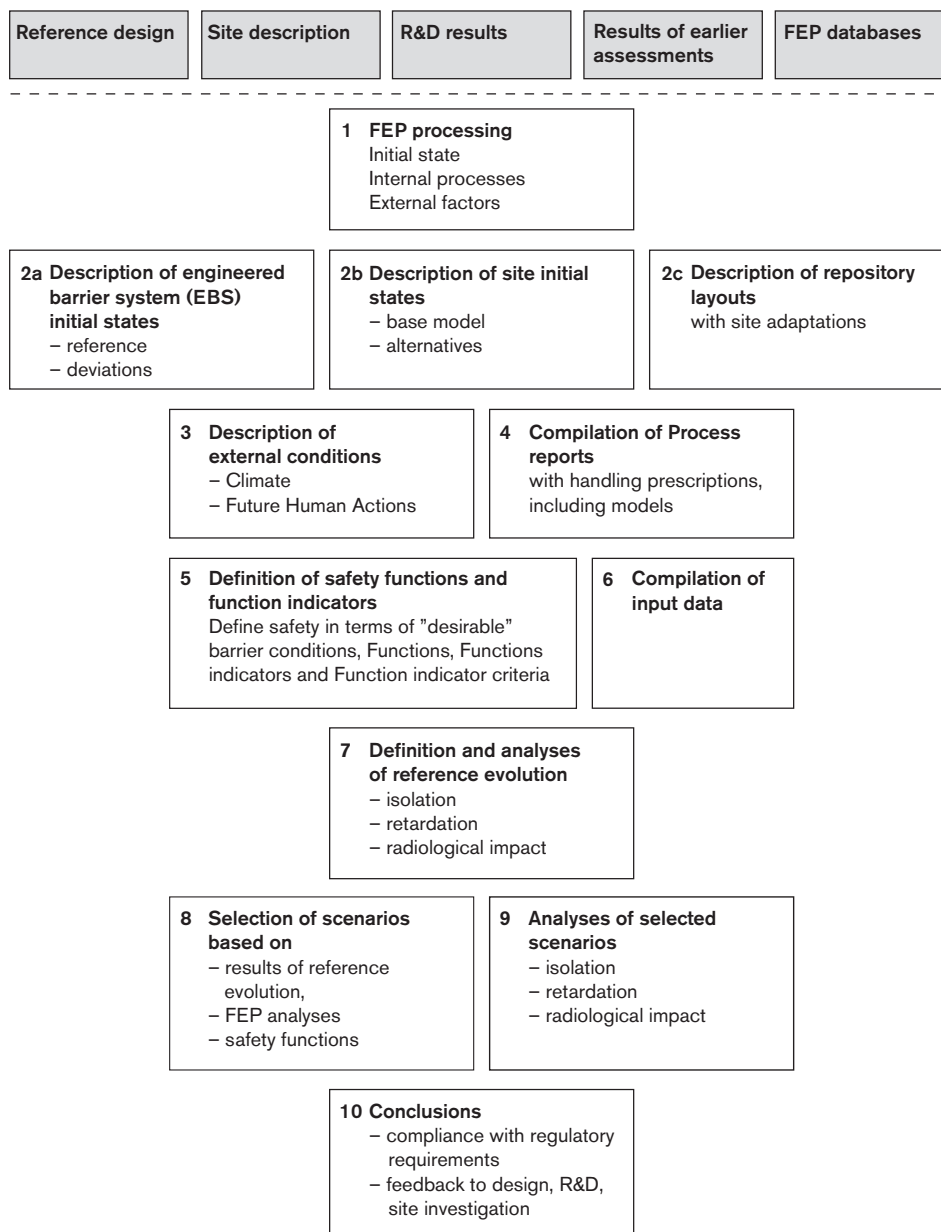 Reference design
Site description
R&D results
Results of earlier
assessments
FEP databases
1 FEP processing
Initial state
Internal processes
External factors
2a Description of engineered
barrier system (EBS)
initial states
– reference
– deviations
2b Description of site initial
states
– base model
– alternatives
2c Description of repository
layouts
with site adaptations
3 Description of
external conditions
– Climate
– Future Human Actions
4 Compilation of Process
reports
with handling prescriptions,
including models
5 Definition of safety functions and
function indicators
Define safety in terms of ”desirable”
barrier conditions, Functions, Functions
indicators and Function indicator criteria
6 Compilation of
input data
7 Definition and analyses
of reference evolution
– isolation
– retardation
– radiological impact
8 Selection of scenarios
based on
– results of reference
evolution,
– FEP analyses
– safety functions
9 Analyses of selected
scenarios
– isolation
– retardation
– radiological impact
10 Conclusions
– compliance with regulatory
requirements
– feedback to design, R&D,
site investigation